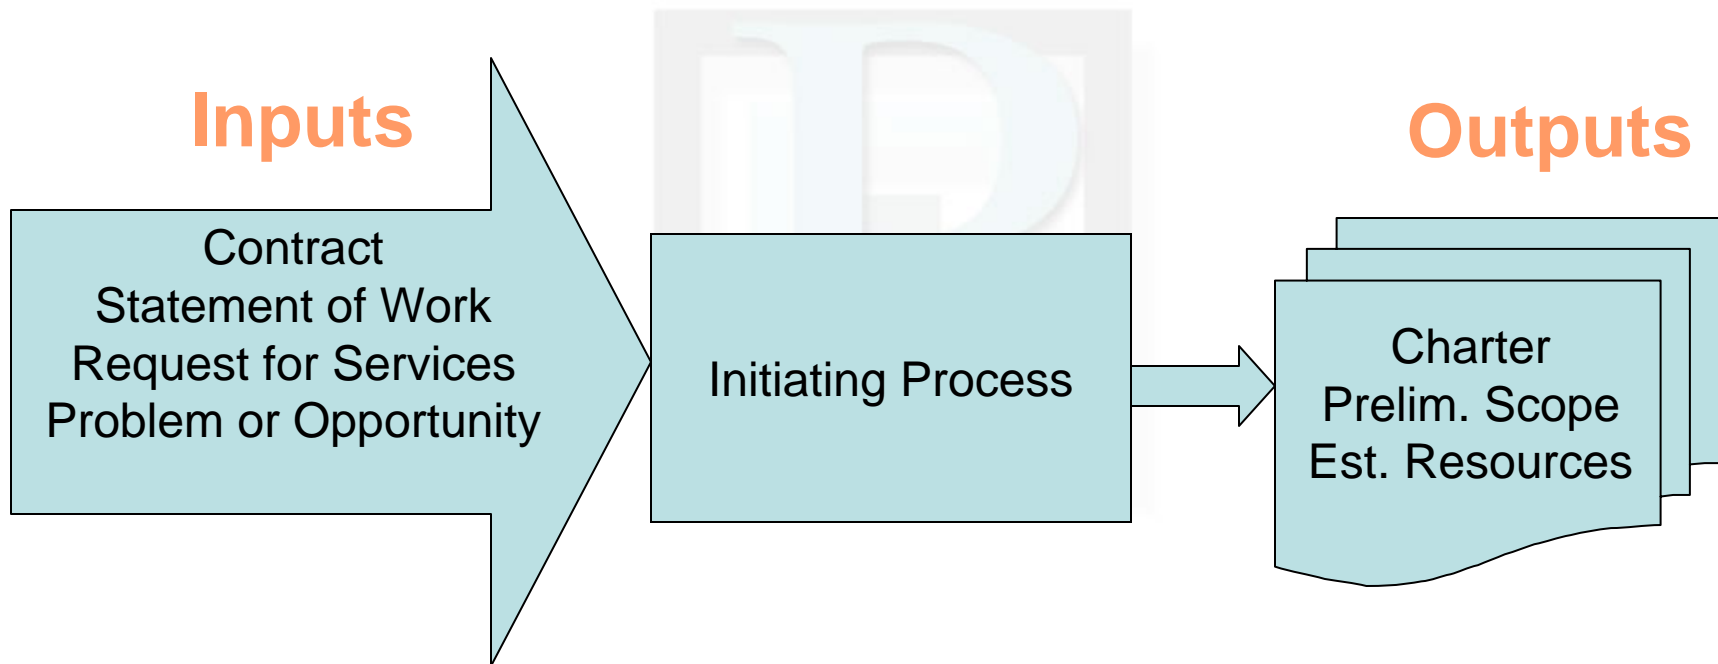 Inputs
Contract
Statement of Work
Request for Services
Problem or Opportunity
Initiating Process
Outputs
Charter
Prelim. Scope
Est. Resources